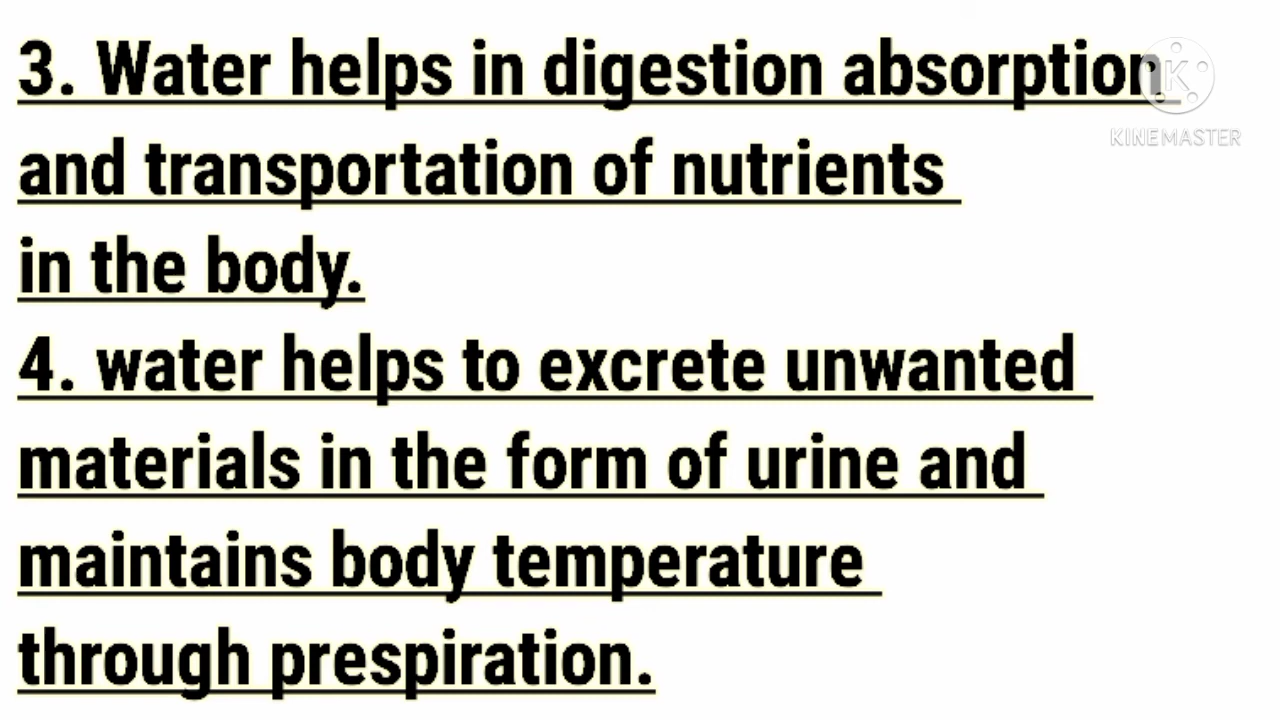 3. Water helps in digestion absorption
and transportation of nutrients
in the body.
4. water helps to excrete unwanted
materials in the form of urine and
maintains body temperature
through prespiration.
K
KINEMASTER